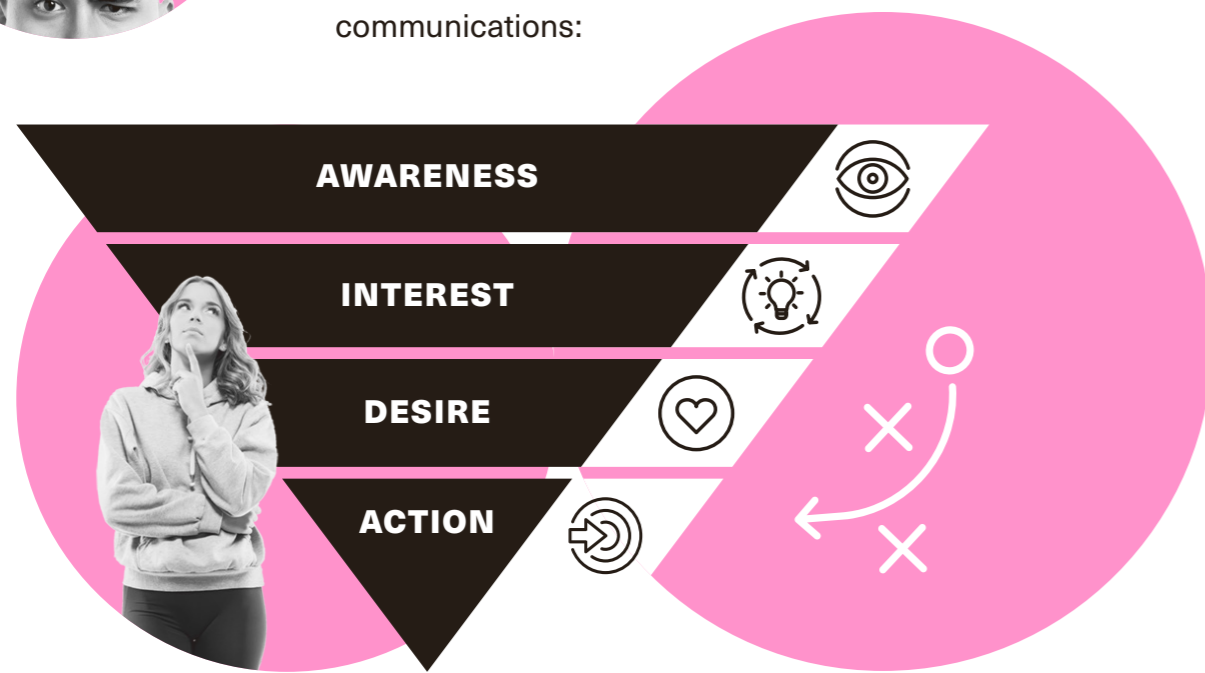 communications:
AWARENESS
INTEREST
DESIRE
ACTION